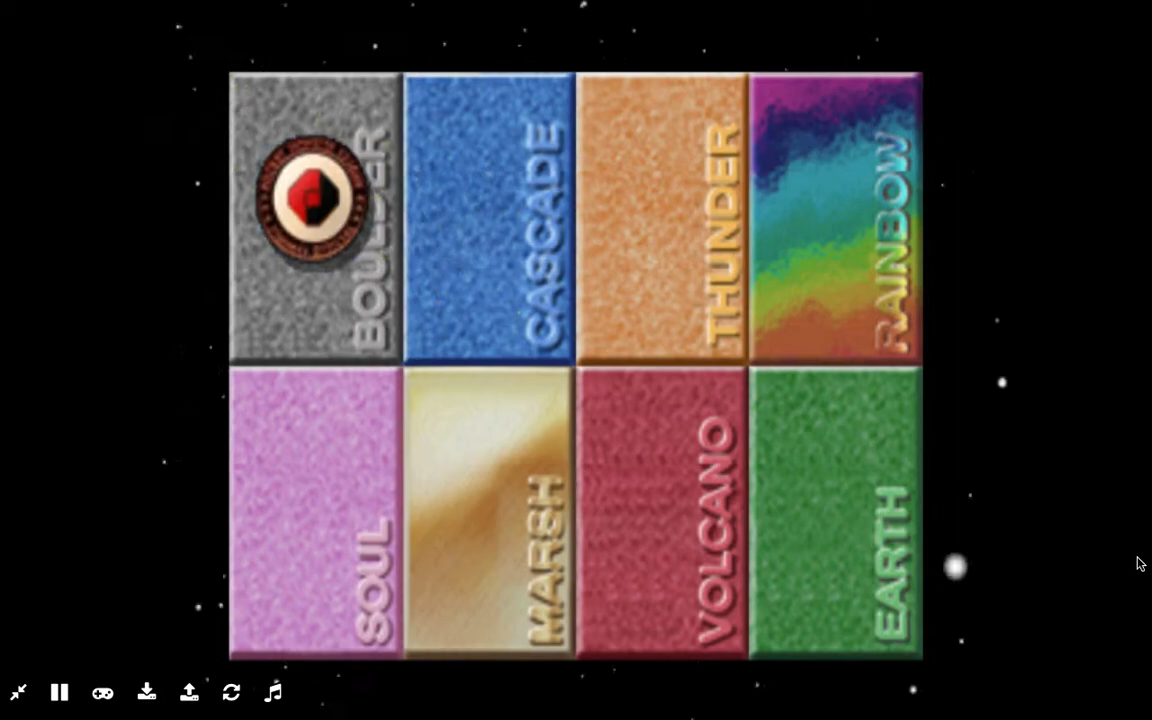 BOULDER
CASCADE
THUNDER
RAINBOW
SOUL
MARSH
VOLCANO
EARTH